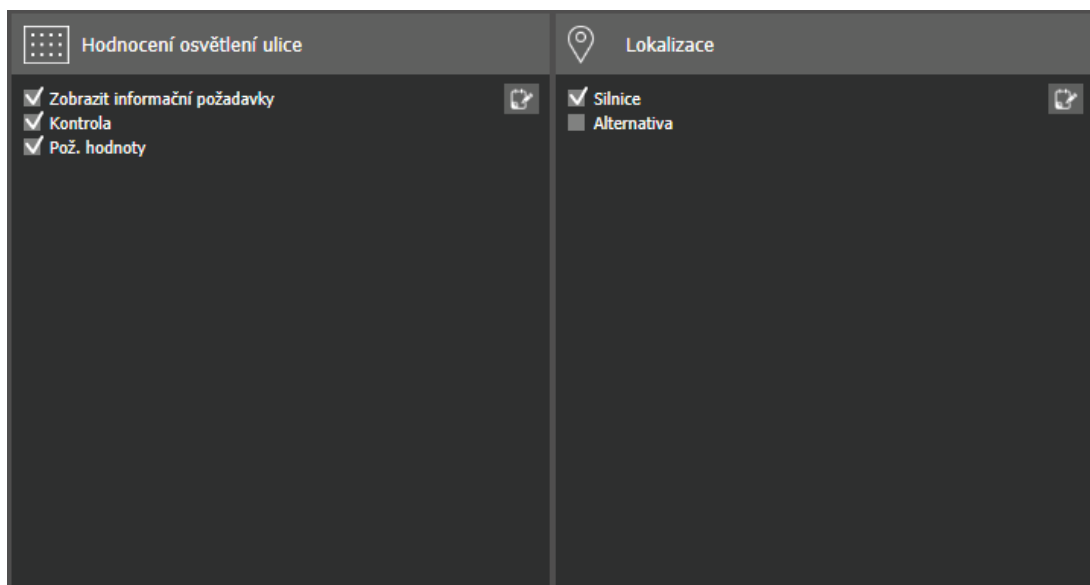 Hodnocení osvětlení ulice
Zobrazit informační požadavky
Kontrola
Pož. hodnoty
Lokalizace
Silnice
Alternativa